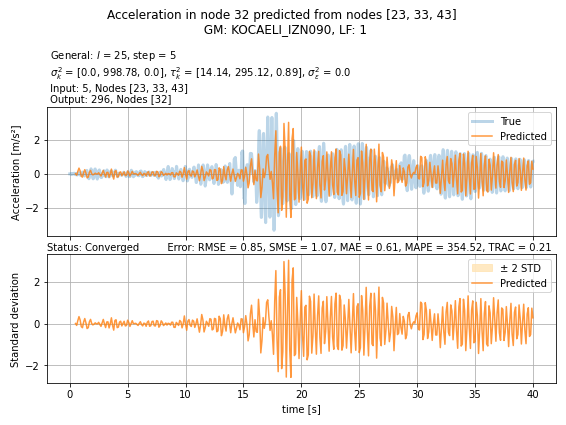 Acceleration in node 32 predicted from nodes [23, 33, 43]
GM: KOCAELI_IZN090, LF: 1
General: l = 25, step = 5
σ²ₖ = [0.0, 998.78, 0.0], τ²ₖ = [14.14, 295.12, 0.89], σ²ε = 0.0
Input: 5, Nodes [23, 33, 43]
Output: 296, Nodes [32]
Acceleration [m/s²]
2
0
−2
True
Predicted
Status: Converged Error: RMSE = 0.85, SMSE = 1.07, MAE = 0.61, MAPE = 354.52, TRAC = 0.21
Standard deviation
2
0
−2
± 2 STD
Predicted
0 5 10 15 20 25 30 35 40
time [s]